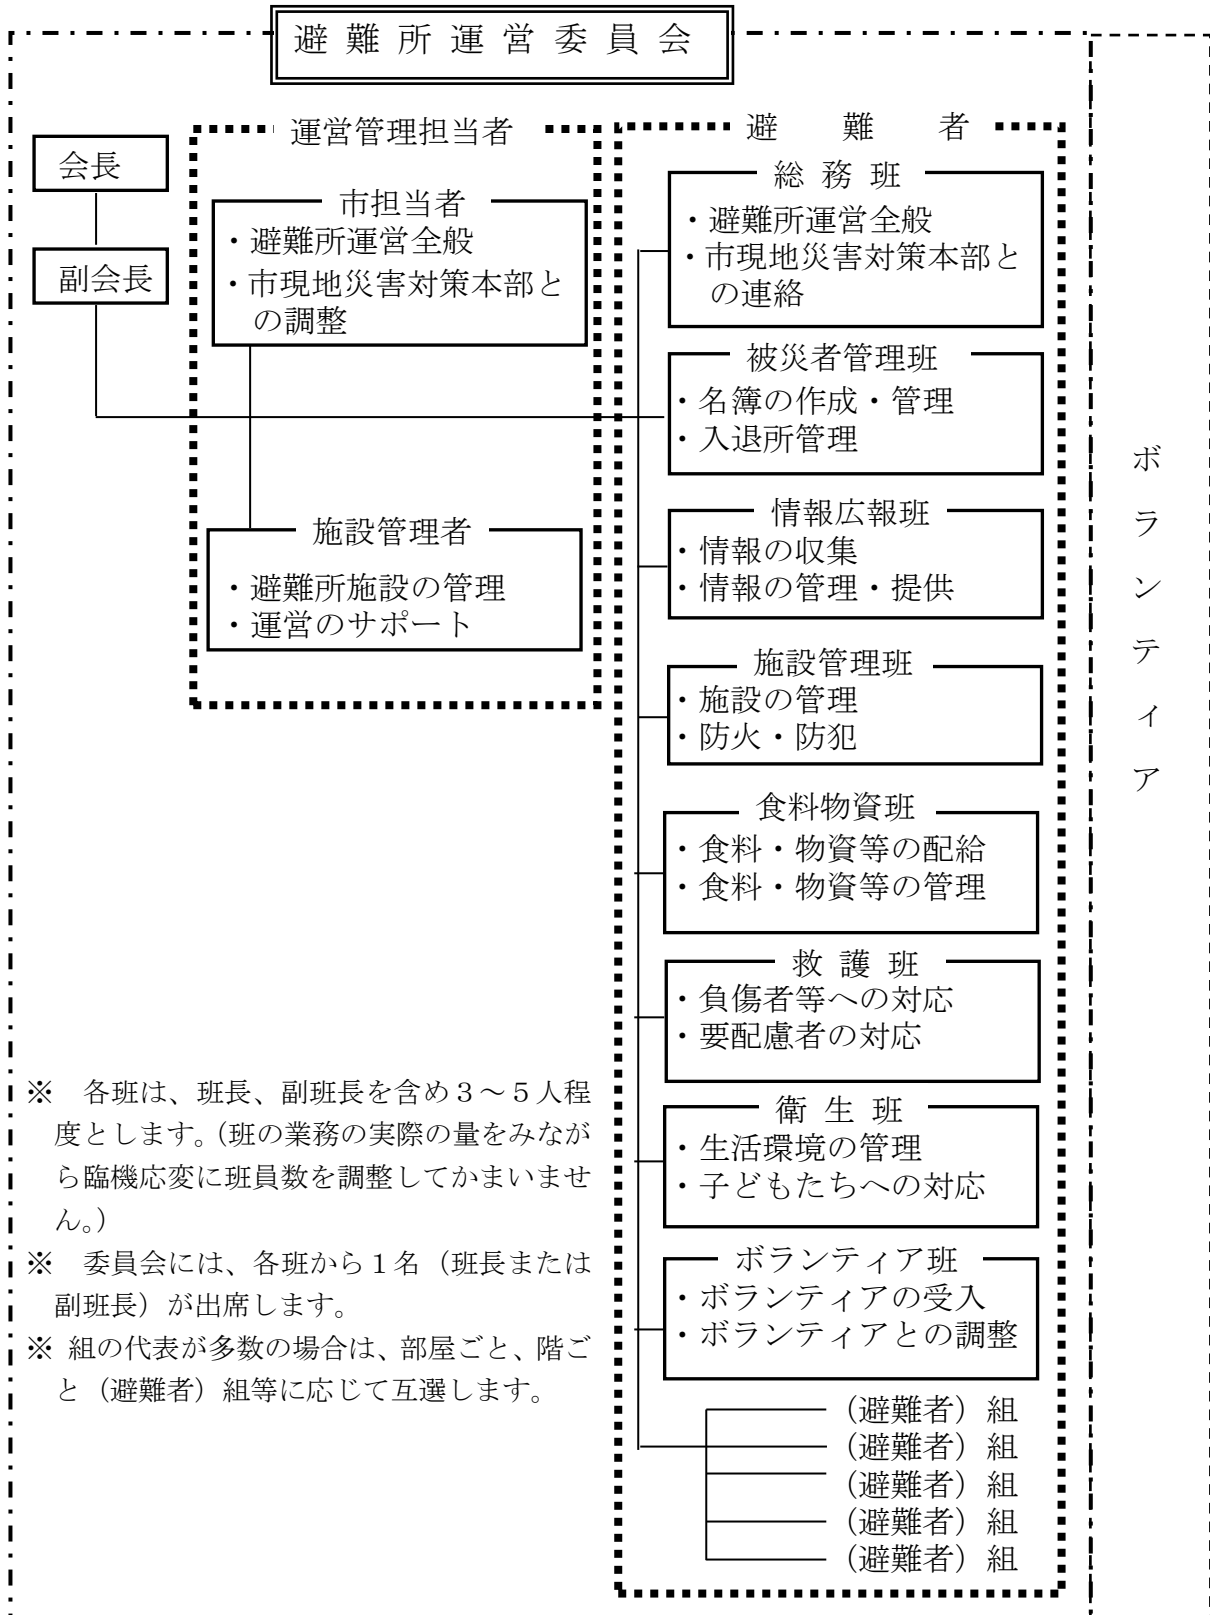 避難所運営委員会
会長
副会長
運営管理担当者
市担当者
・避難所運営全般
・市現地災害対策本部と
の調整
施設管理者
・避難所施設の管理
・運営のサポート
避難者
総務班
・避難所運営全般
・市現地災害対策本部と
の連絡
被災者管理班
・名簿の作成・管理
・入退所管理
情報広報班
・情報の収集
・情報の管理・提供
施設管理班
・施設の管理
・防火・防犯
食料物資班
・食料・物資等の配給
・食料・物資等の管理
救護班
・負傷者等への対応
・要配慮者の対応
衛生班
・生活環境の管理
・子どもたちへの対応
ボランティア班
・ボランティアの受入
・ボランティアとの調整
（避難者）組
（避難者）組
（避難者）組
（避難者）組
（避難者）組
※　各班は、班長、副班長を含め３～５人程
度とします。（班の業務の実際の量をみなが
ら臨機応変に班員数を調整してかまいませ
ん。）
※　委員会には、各班から１名（班長または
副班長）が出席します。
※ 組の代表が多数の場合は、部屋ごと、階ご
と（避難者）組等に応じて互選します。
ボランティア